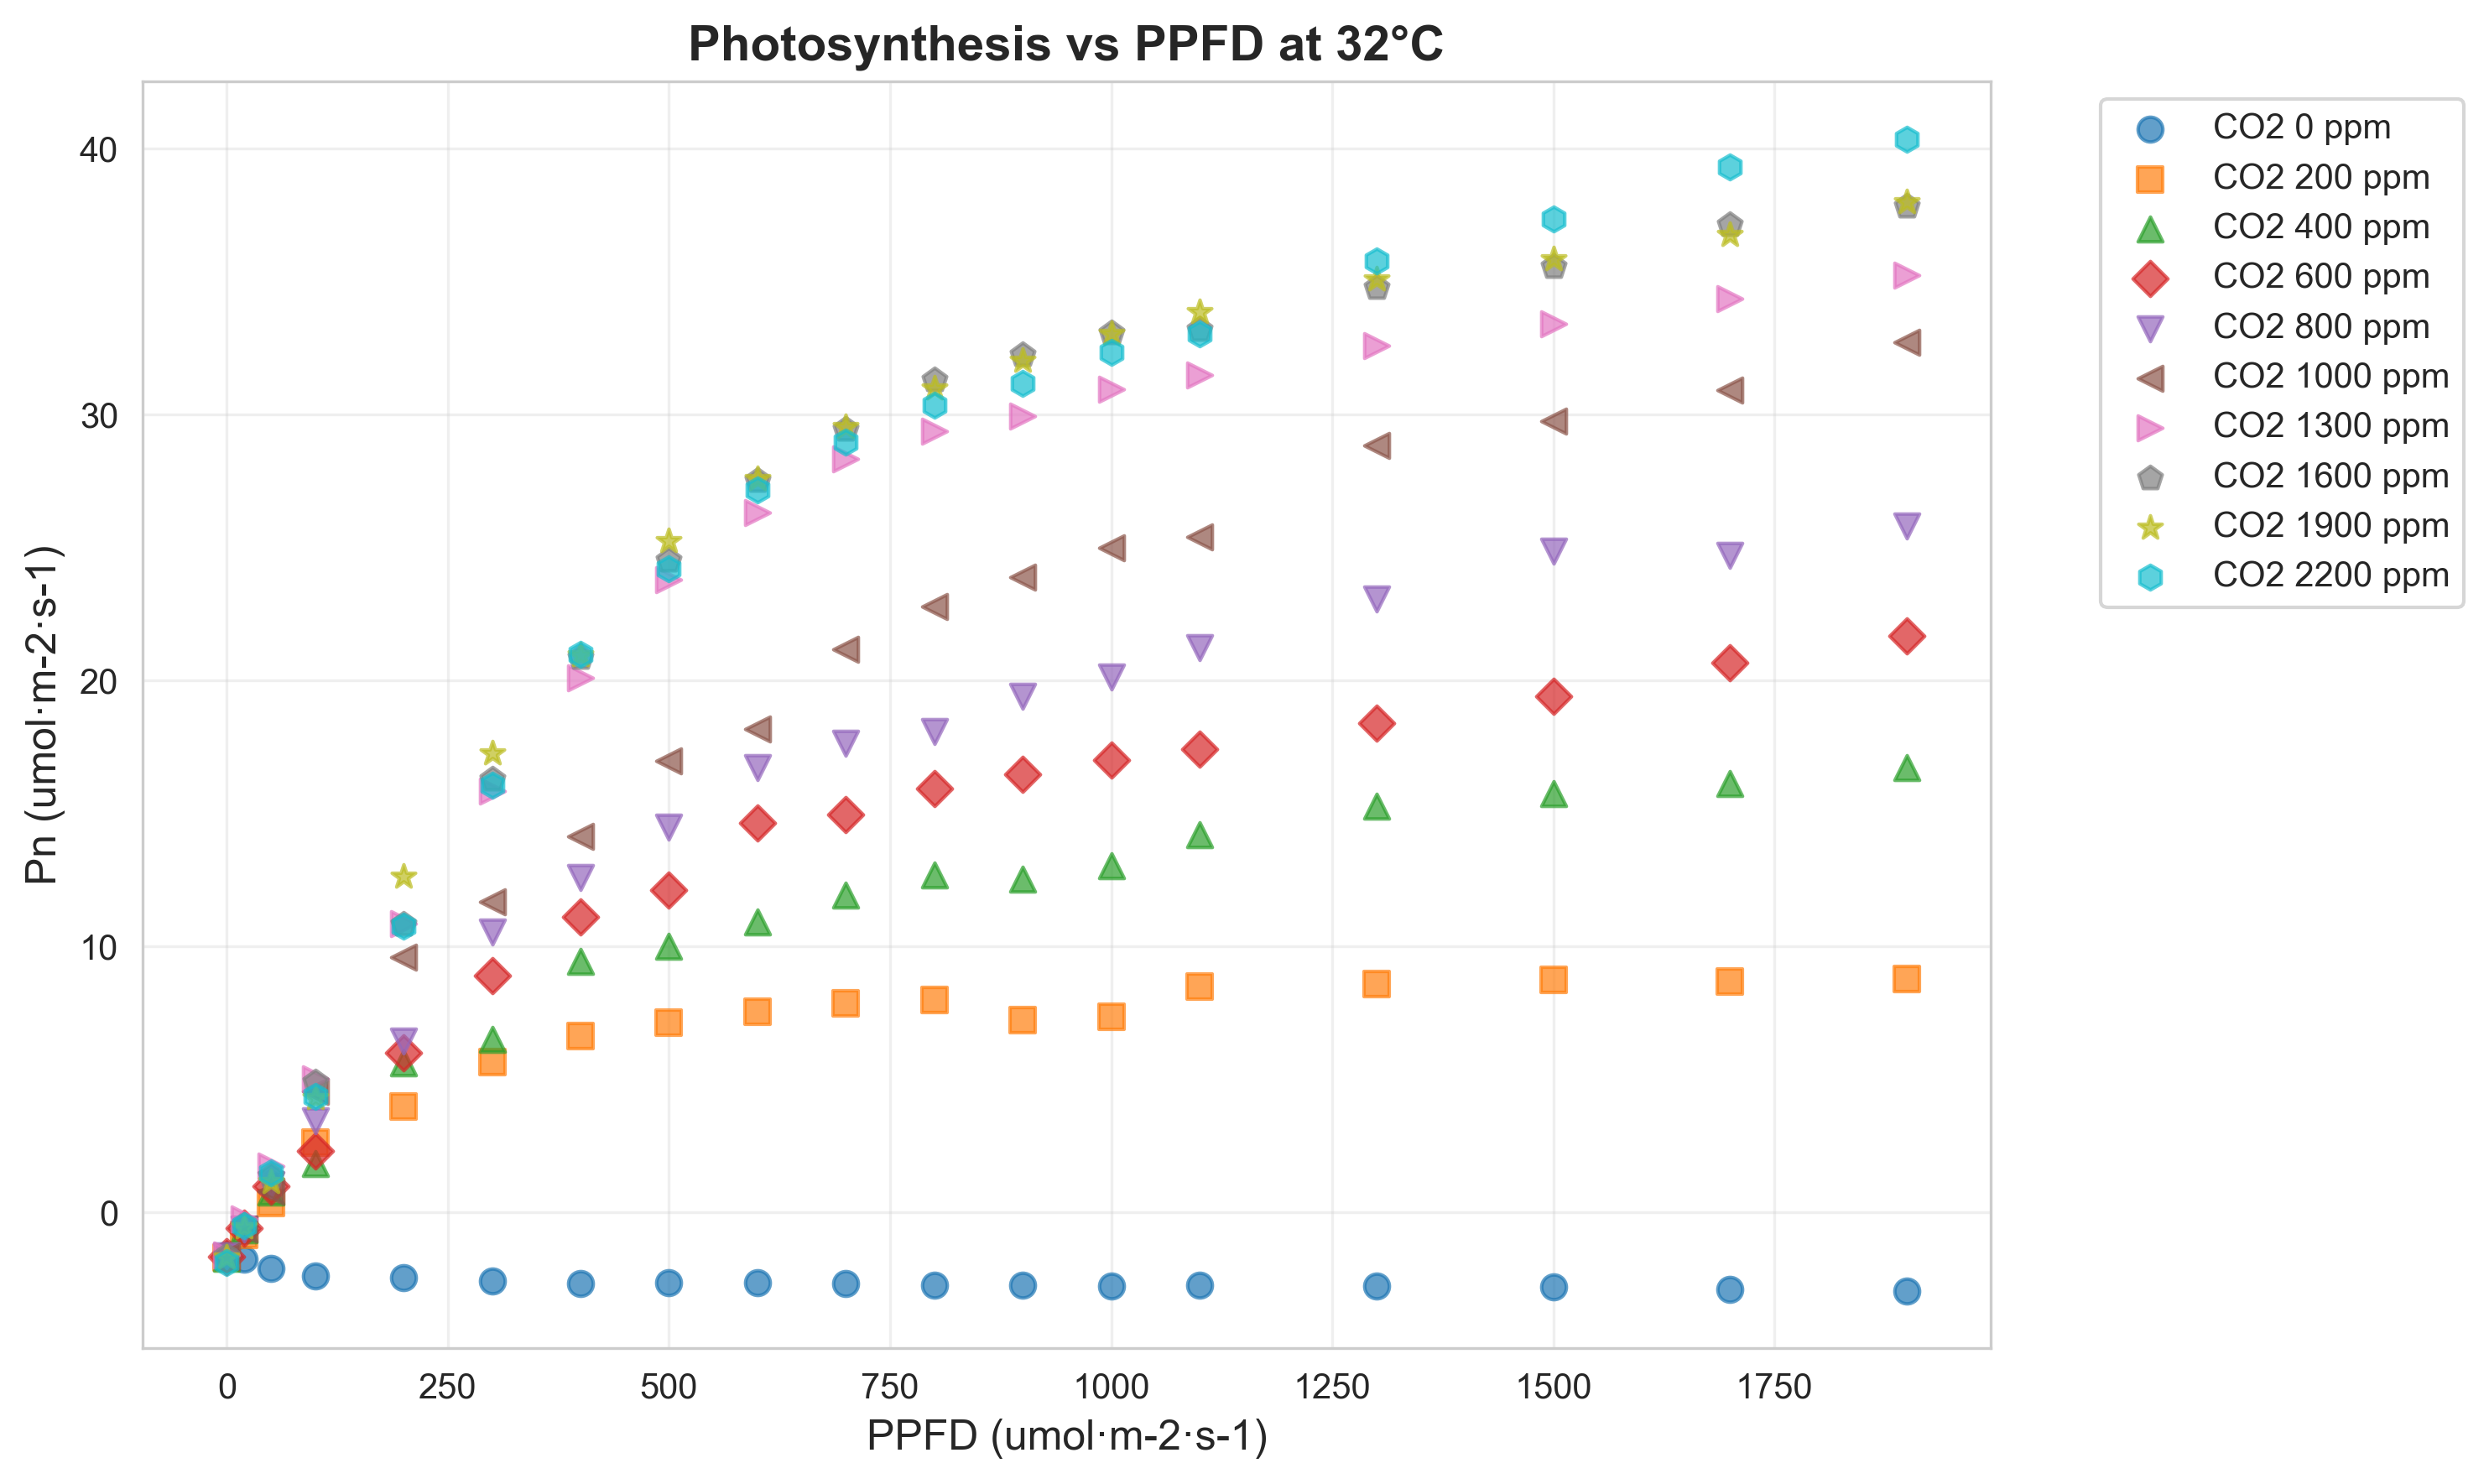 Photosynthesis vs PPFD at 32°C
40
30
20
10
0
Pn (umol·m-2·s-1)
0 250 500 750 1000 1250 1500 1750
PPFD (umol·m-2·s-1)
CO2 0 ppm
CO2 200 ppm
CO2 400 ppm
CO2 600 ppm
CO2 800 ppm
CO2 1000 ppm
CO2 1300 ppm
CO2 1600 ppm
CO2 1900 ppm
CO2 2200 ppm